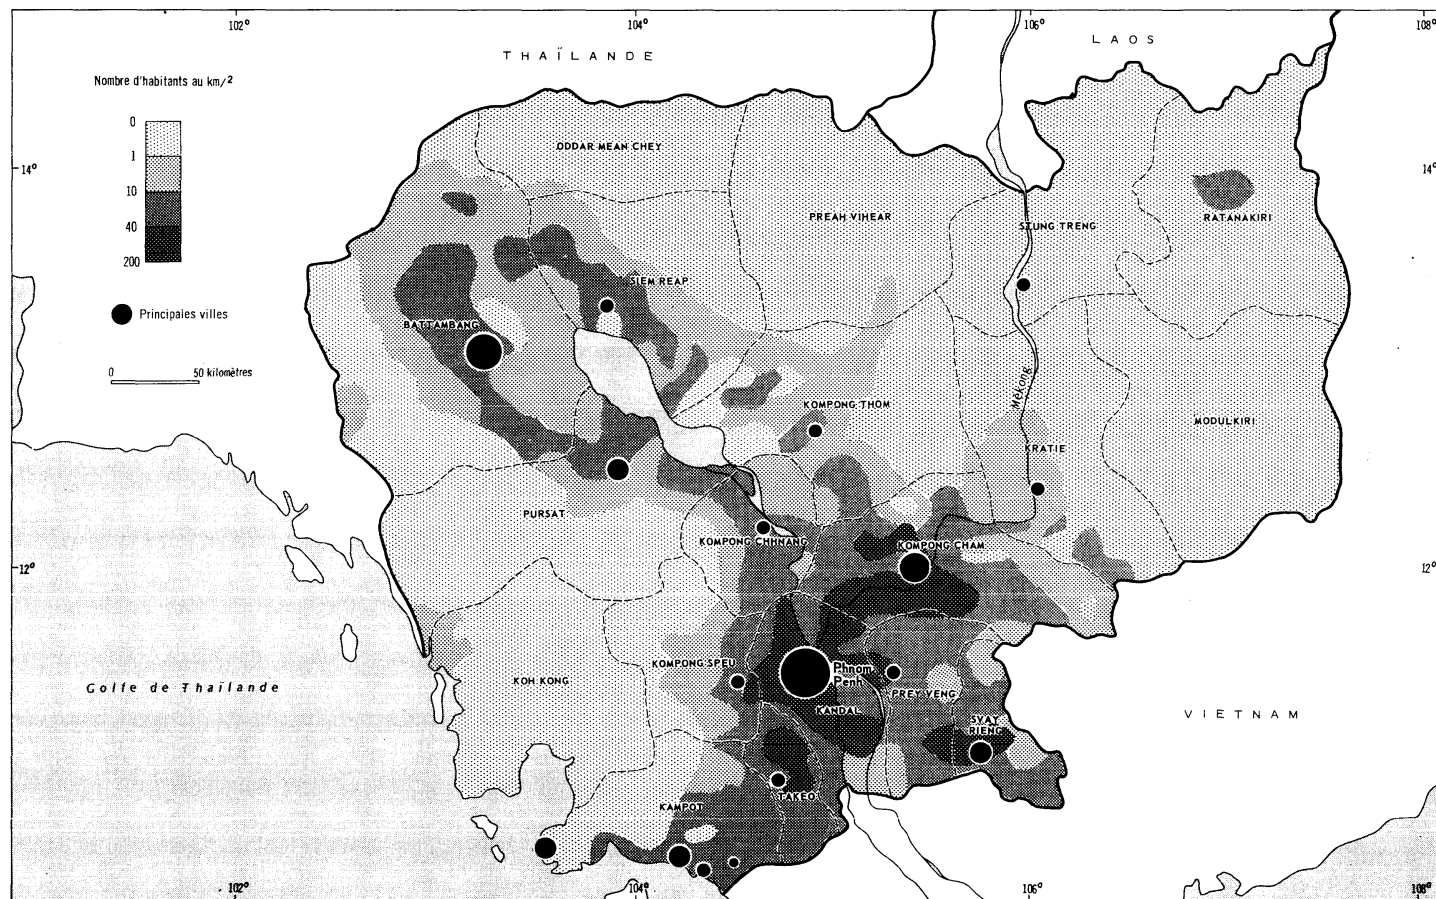 102°
104°
106°
108°
THAÏLANDE
LAOS
Nombre d'habitants au km/²
0
1
10
40
200
Principales villes
0 50 kilomètres
14°
14°
ODDAR MEAN CHEY
PREAH VIHEAR
STUNG TRENG
RATANAKIRI
SIEM REAP
BATTAMBANG
Mékong
KOMPONG THOM
MODULKIRI
KRATIE
PURSAT
KOMPONG CHHNANG
KOMPONG CHAM
12°
12°
KOMPONG SPEU
Phnom
Penh
Golfe de Thaïlande
KOH KONG
PREY VENG
KANDAL
SVAY
RIENG
VIETNAM
TAKEO
KAMPOT
102°
104°
106°
108°